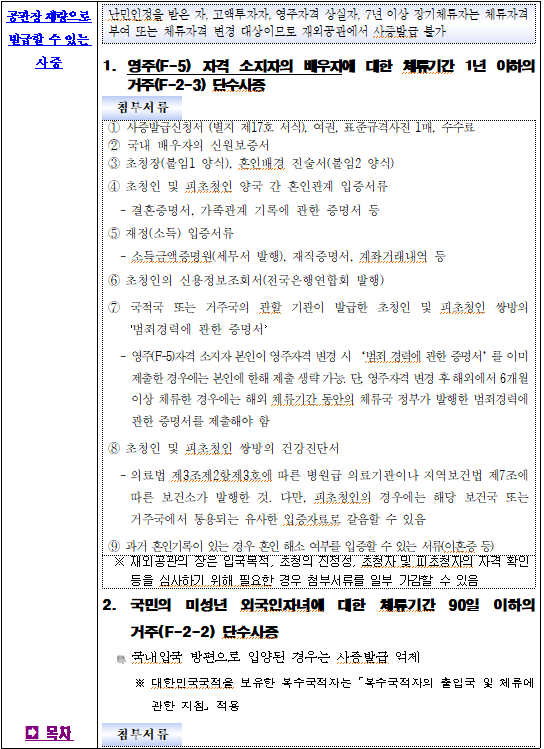 공관장 재량으로
발급할 수 있는
사증
난민인정을 받은 자, 고액투자자, 영주자격 상실자, 7년 이상 장기체류자는 체류자격
부여 또는 체류자격 변경 대상이므로 재외공관에서 사증발급 불가
1. 영주(F-5) 자격 소지자의 배우자에 대한 체류기간 1년 이하의
거주(F-2-3) 단수사증
첨부서류
① 사증발급신청서 (별지 제17호 서식), 여권, 표준규격사진 1매, 수수료
② 국내 배우자의 신원보증서
③ 초청장(붙임1 양식), 혼인배경 진술서(붙임2 양식)
④ 초청인 및 피초청인 양국 간 혼인관계 입증서류
- 결혼증명서, 가족관계 기록에 관한 증명서 등
⑤ 재정(소득) 입증서류
- 소득금액증명원(세무서 발행), 재직증명서, 계좌거래내역 등
⑥ 초청인의 신용정보조회서(전국은행연합회 발행)
⑦ 국적국 또는 거주국의 관할 기관이 발급한 초청인 및 피초청인 쌍방의
'범죄경력에 관한 증명서'
- 영주(F-5)자격 소지자 본인이 영주자격 변경 시 ‘범죄 경력에 관한 증명서’를 이미
제출한 경우에는 본인에 한해 제출 생략 가능. 단, 영주자격 변경 후 해외에서 6개월
이상 체류한 경우에는 해외 체류기간 동안의 체류국 정부가 발행한 범죄경력에
관한 증명서를 제출해야 함
⑧ 초청인 및 피초청인 쌍방의 건강진단서
- 의료법 제3조제2항제3호에 따른 병원급 의료기관이나 지역보건법 제7조에
따른 보건소가 발행한 것. 다만, 피초청인의 경우에는 해당 보건국 또는
거주국에서 통용되는 유사한 입증자료로 갈음할 수 있음
⑨ 과거 혼인기록이 있는 경우 혼인 해소 여부를 입증할 수 있는 서류(이혼증 등)
※ 재외공관의 장은 입국목적, 초청의 진정성, 초청자 및 피초청자의 자격 확인
등을 심사하기 위해 필요한 경우 첨부서류를 일부 가감할 수 있음
2. 국민의 미성년 외국인자녀에 대한 체류기간 90일 이하의
거주(F-2-2) 단수사증
국내입국 방편으로 입양된 경우는 사증발급 억제
※ 대한민국국적을 보유한 복수국적자는 「복수국적자의 출입국 및 체류에
관한 지침」 적용
목차
첨부서류